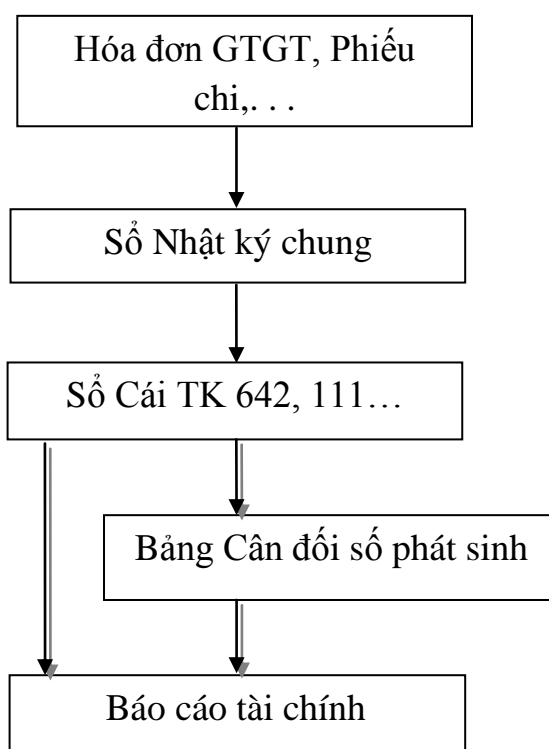 Hóa đơn GTGT, Phiếu
chi,. . .
Sổ Nhật ký chung
Sổ Cái TK 642, 111…
Bảng Cân đối số phát sinh
Báo cáo tài chính